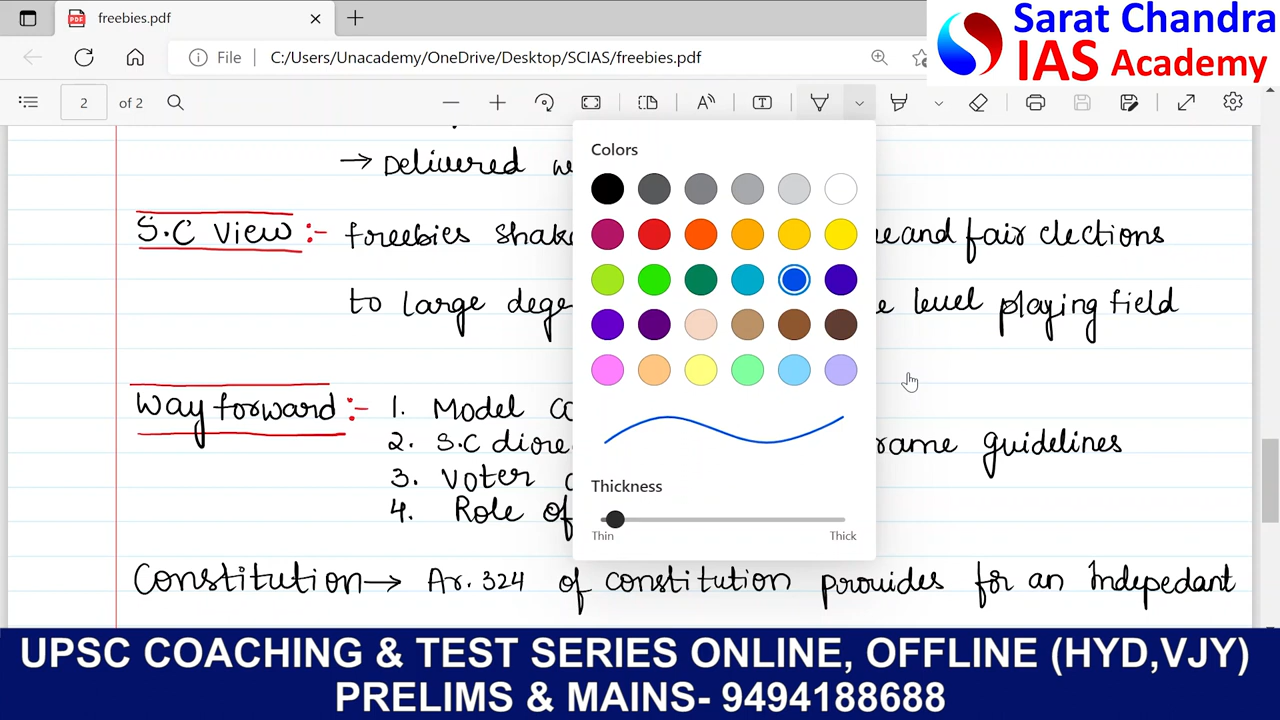 freebies.pdf
Sarat Chandra
IAS Academy
File
C:/Users/Unacademy/OneDrive/Desktop/SCIAS/freebies.pdf
2 of 2
→ Delivered
Colors
S.C View :- freebies shake and fair elections
to large level playing field
Way forward :- 1. Model
2. S.C guidelines
3. Voter
4. Role of
Thickness
Thin Thick
Constitution → Ar. 324 of constitution provides for an Indepedant
UPSC COACHING & TEST SERIES ONLINE, OFFLINE (HYD,VJY)
PRELIMS & MAINS- 9494188688